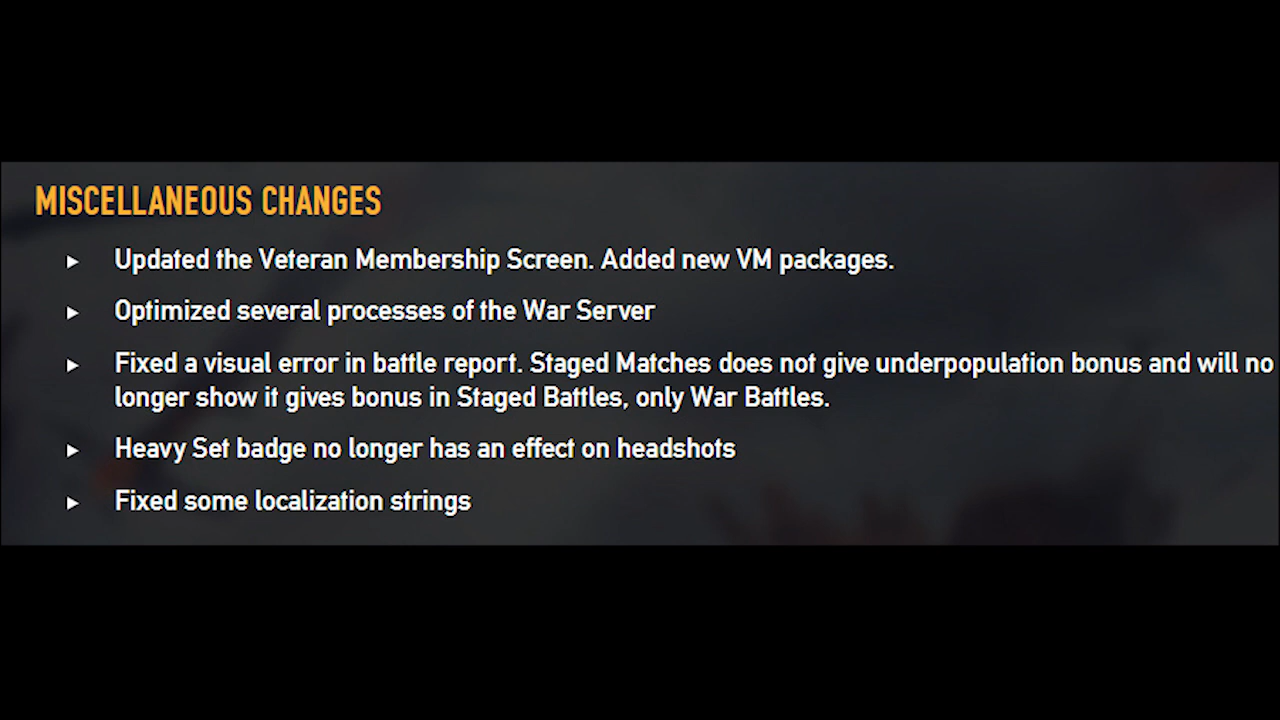 MISCELLANEOUS CHANGES
Updated the Veteran Membership Screen. Added new VM packages.
Optimized several processes of the War Server
Fixed a visual error in battle report. Staged Matches does not give underpopulation bonus and will no
longer show it gives bonus in Staged Battles, only War Battles.
Heavy Set badge no longer has an effect on headshots
Fixed some localization strings